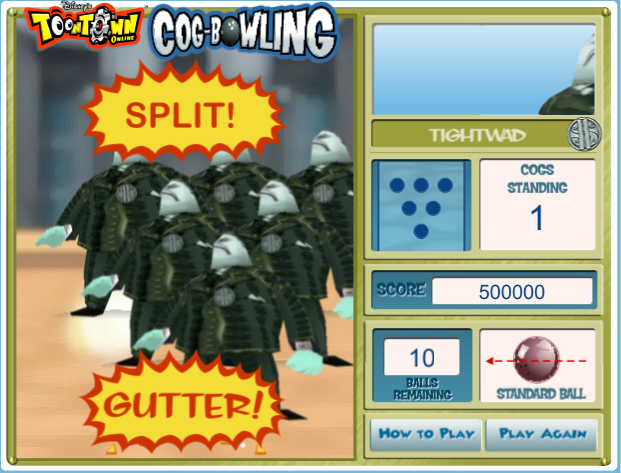 Disney's
TOONTOWN
ONLINE
COG-BOWLING
SPLIT!
GUTTER!
TIGHTWAD
COGS
STANDING
1
SCORE 500000
10
BALLS
REMAINING
STANDARD BALL
HOW TO PLAY
PLAY AGAIN